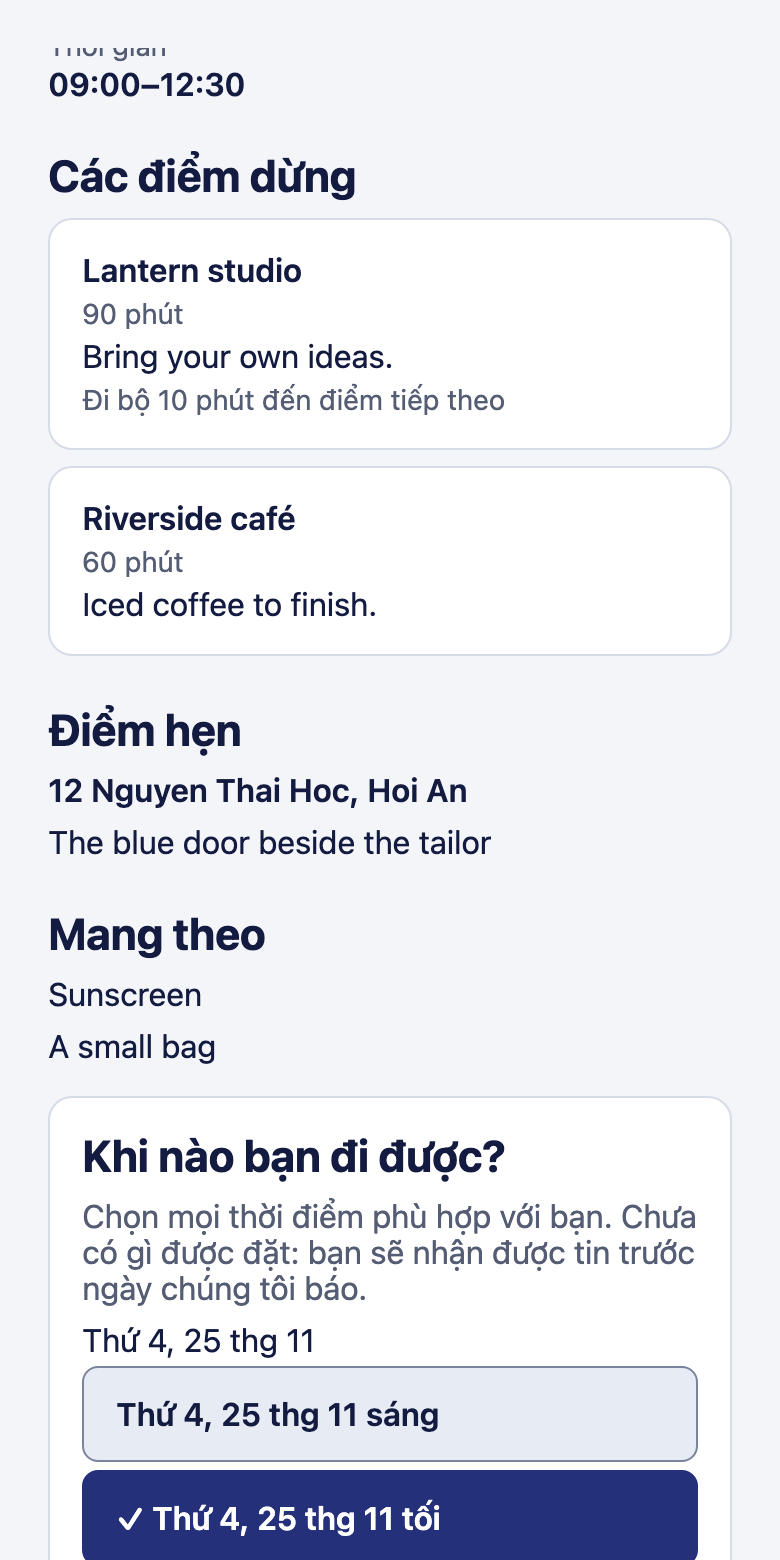 Thời gian
09:00–12:30
Các điểm dừng
Lantern studio
90 phút
Bring your own ideas.
Đi bộ 10 phút đến điểm tiếp theo
Riverside café
60 phút
Iced coffee to finish.
Điểm hẹn
12 Nguyen Thai Hoc, Hoi An
The blue door beside the tailor
Mang theo
Sunscreen
A small bag
Khi nào bạn đi được?
Chọn mọi thời điểm phù hợp với bạn. Chưa
có gì được đặt: bạn sẽ nhận được tin trước
ngày chúng tôi báo.
Thứ 4, 25 thg 11
Thứ 4, 25 thg 11 sáng
✓ Thứ 4, 25 thg 11 tối